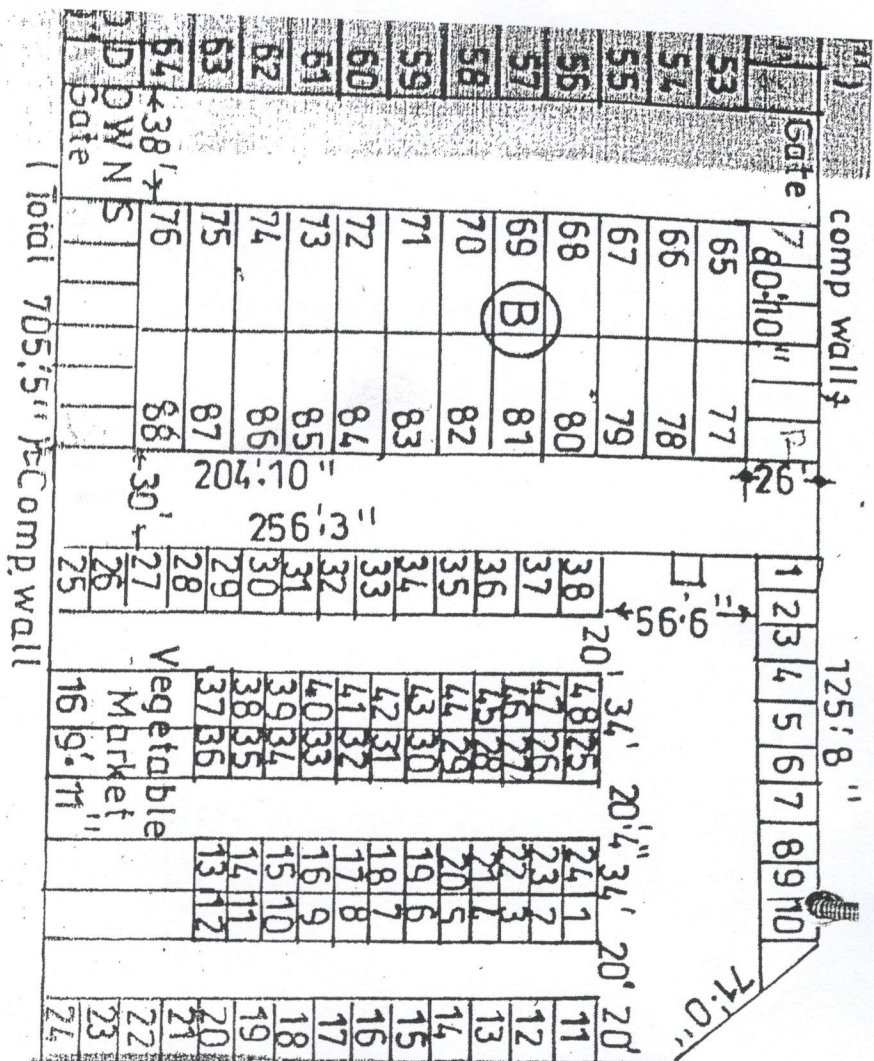 comp wall 125'.8"
Gate 26' 1 2 3 4 5 6 7 8 9 10
80'.10" 56'.6" 71'.0"
53 65 77
54 66 78
55 67 79 20' 34' 20'.4" 34' 20' 20'
56 68 80 38 48 25 24 1 11
57 69 B 81 37 47 26 23 2 12
58 70 82 36 46 27 22 3 13
59 71 83 35 45 28 21 4 14
60 72 84 34 44 29 20 5 15
61 73 85 33 43 30 19 6 16
62 74 86 32 42 31 18 7 17
63 75 87 31 41 32 17 8 18
64 76 88 30 40 33 16 9 19
29 39 34 15 10 20
28 38 35 14 11 21
27 37 36 13 12 22
26 23
25 24
204'.10"
256'.3"
38' 30'
Vegetable
Market
169'.11"
DOWNS
Gate
(Total 705'.5") Comp wall